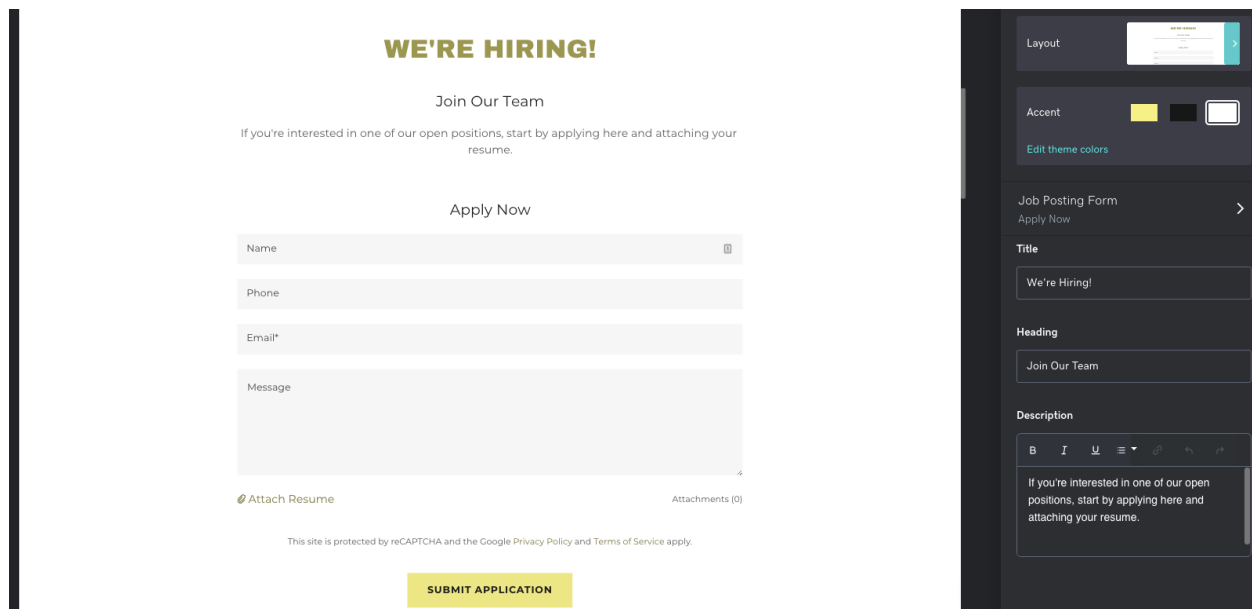 WE'RE HIRING!
Join Our Team
If you're interested in one of our open positions, start by applying here and attaching your
resume.
Apply Now
Name
Phone
Email*
Message
Attach Resume
Attachments (0)
This site is protected by reCAPTCHA and the Google Privacy Policy and Terms of Service apply.
SUBMIT APPLICATION
Layout
Accent
Edit theme colors
Job Posting Form
Apply Now
Title
We're Hiring!
Heading
Join Our Team
Description
B I U
If you're interested in one of our open
positions, start by applying here and
attaching your resume.